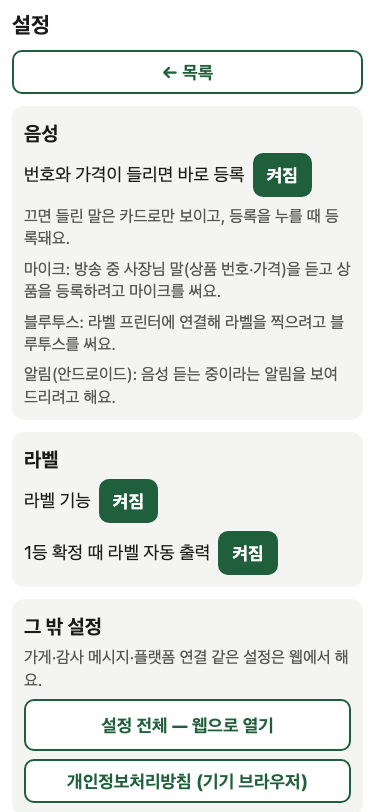 설정
← 목록
음성
번호와 가격이 들리면 바로 등록 켜짐
끄면 들린 말은 카드로만 보이고, 등록을 누를 때 등
록돼요.
마이크: 방송 중 사장님 말(상품 번호·가격)을 듣고 상
품을 등록하려고 마이크를 써요.
블루투스: 라벨 프린터에 연결해 라벨을 찍으려고 블
루투스를 써요.
알림(안드로이드): 음성 듣는 중이라는 알림을 보여
드리려고 해요.
라벨
라벨 기능 켜짐
1등 확정 때 라벨 자동 출력 켜짐
그 밖 설정
가게·감사 메시지·플랫폼 연결 같은 설정은 웹에서 해
요.
설정 전체 — 웹으로 열기
개인정보처리방침 (기기 브라우저)